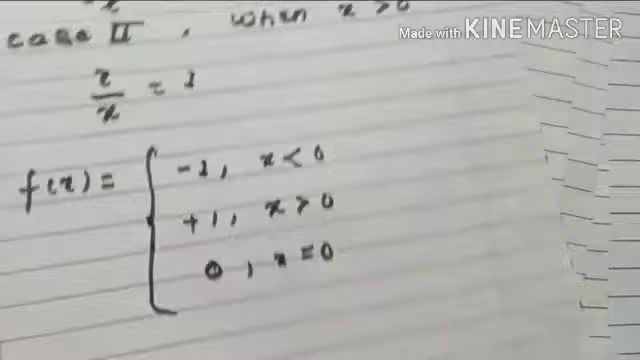 Made with KINEMASTER
case II, when x > 0
x/x = 1
f(x) = { -1, x < 0
+1, x > 0
0, x = 0